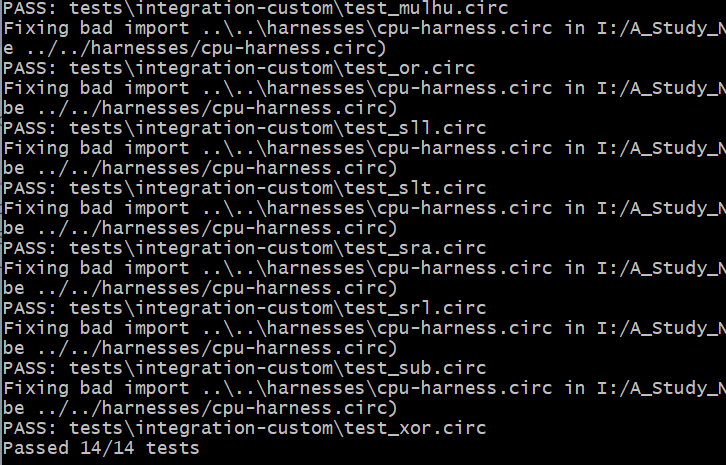 PASS: tests\integration-custom\test_mulhu.circ
Fixing bad import ..\..\harnesses\cpu-harness.circ in I:/A_Study_N
e ../../harnesses/cpu-harness.circ)
PASS: tests\integration-custom\test_or.circ
Fixing bad import ..\..\harnesses\cpu-harness.circ in I:/A_Study_N
be ../../harnesses/cpu-harness.circ)
PASS: tests\integration-custom\test_sll.circ
Fixing bad import ..\..\harnesses\cpu-harness.circ in I:/A_Study_N
be ../../harnesses/cpu-harness.circ)
PASS: tests\integration-custom\test_slt.circ
Fixing bad import ..\..\harnesses\cpu-harness.circ in I:/A_Study_N
be ../../harnesses/cpu-harness.circ)
PASS: tests\integration-custom\test_sra.circ
Fixing bad import ..\..\harnesses\cpu-harness.circ in I:/A_Study_N
be ../../harnesses/cpu-harness.circ)
PASS: tests\integration-custom\test_srl.circ
Fixing bad import ..\..\harnesses\cpu-harness.circ in I:/A_Study_N
be ../../harnesses/cpu-harness.circ)
PASS: tests\integration-custom\test_sub.circ
Fixing bad import ..\..\harnesses\cpu-harness.circ in I:/A_Study_N
be ../../harnesses/cpu-harness.circ)
PASS: tests\integration-custom\test_xor.circ
Passed 14/14 tests